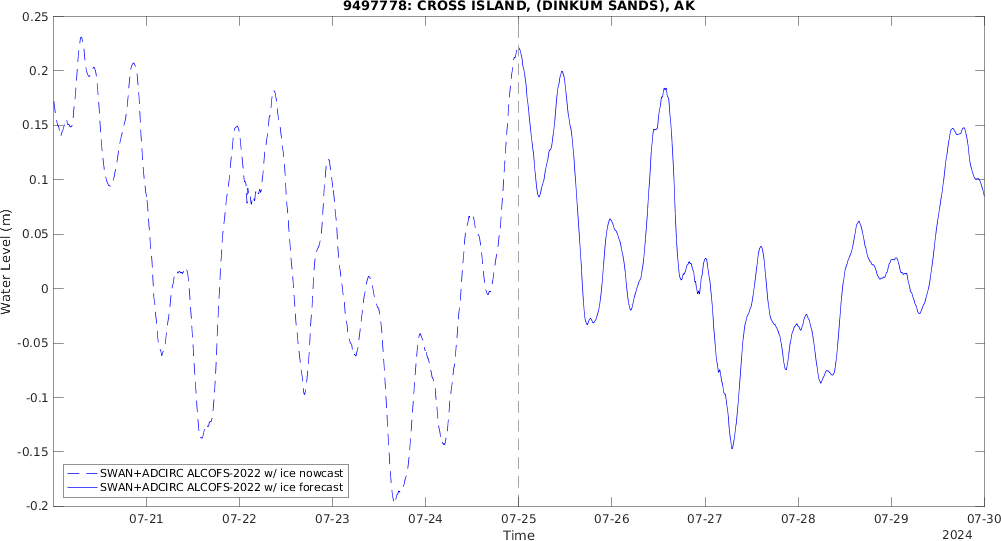 9497778: CROSS ISLAND, (DINKUM SANDS), AK
0.25
0.2
0.15
0.1
0.05
0
-0.05
-0.1
-0.15
-0.2
Water Level (m)
SWAN+ADCIRC ALCOFS-2022 w/ ice nowcast
SWAN+ADCIRC ALCOFS-2022 w/ ice forecast
07-21 07-22 07-23 07-24 07-25 07-26 07-27 07-28 07-29 07-30
Time
2024